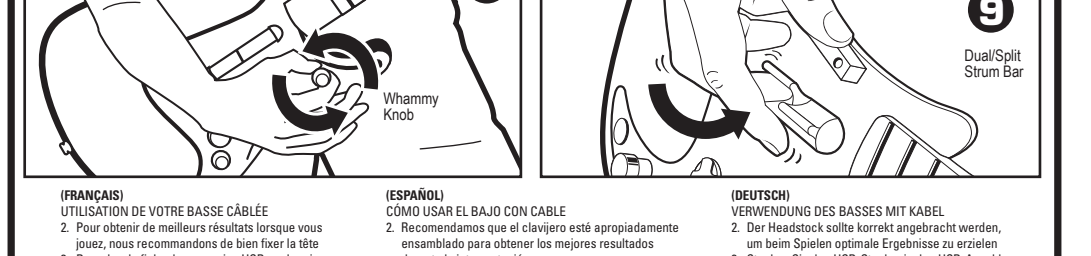 9
Dual/Split
Strum Bar
Whammy
Knob
(FRANÇAIS)
UTILISATION DE VOTRE BASSE CÂBLÉE
2. Pour obtenir de meilleurs résultats lorsque vous
jouez, nous recommandons de bien fixer la tête
(ESPAÑOL)
CÓMO USAR EL BAJO CON CABLE
2. Recomendamos que el clavijero esté apropiadamente
ensamblado para obtener los mejores resultados
(DEUTSCH)
VERWENDUNG DES BASSES MIT KABEL
2. Der Headstock sollte korrekt angebracht werden,
um beim Spielen optimale Ergebnisse zu erzielen